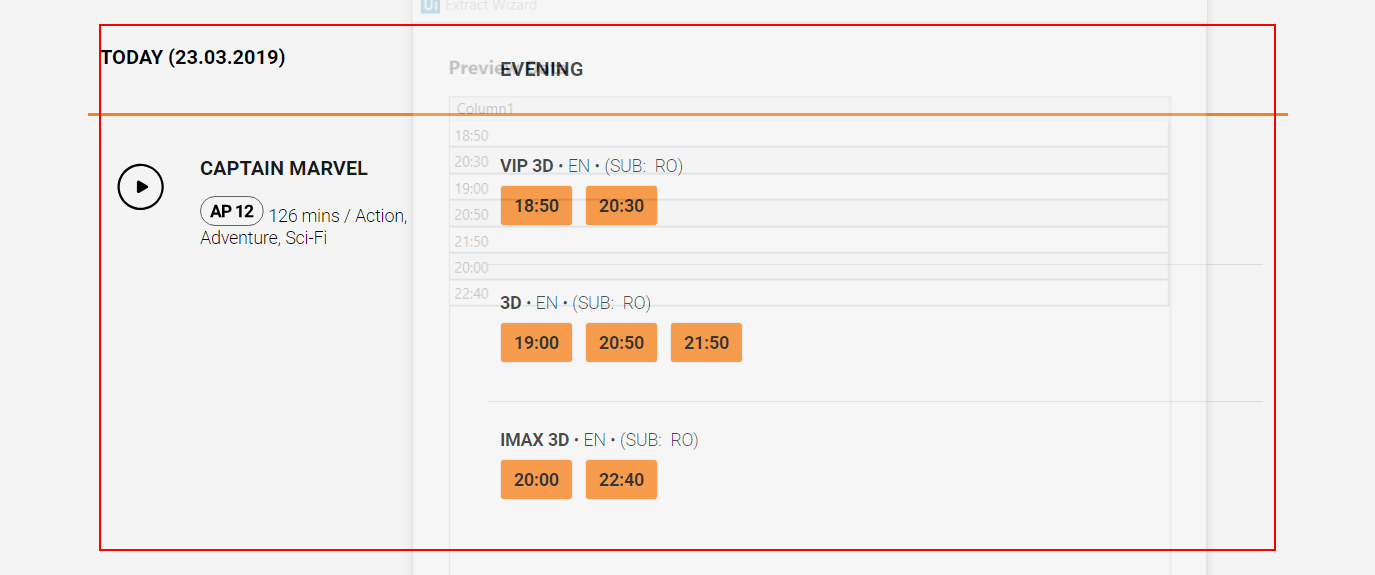 Ui Extract Wizard
TODAY (23.03.2019)
EVENING
Column1
18:50
20:30
19:00
20:50
21:50
20:00
22:40
CAPTAIN MARVEL
AP 12 126 mins / Action,
Adventure, Sci-Fi
VIP 3D • EN • (SUB: RO)
18:50 20:30
3D • EN • (SUB: RO)
19:00 20:50 21:50
IMAX 3D • EN • (SUB: RO)
20:00 22:40